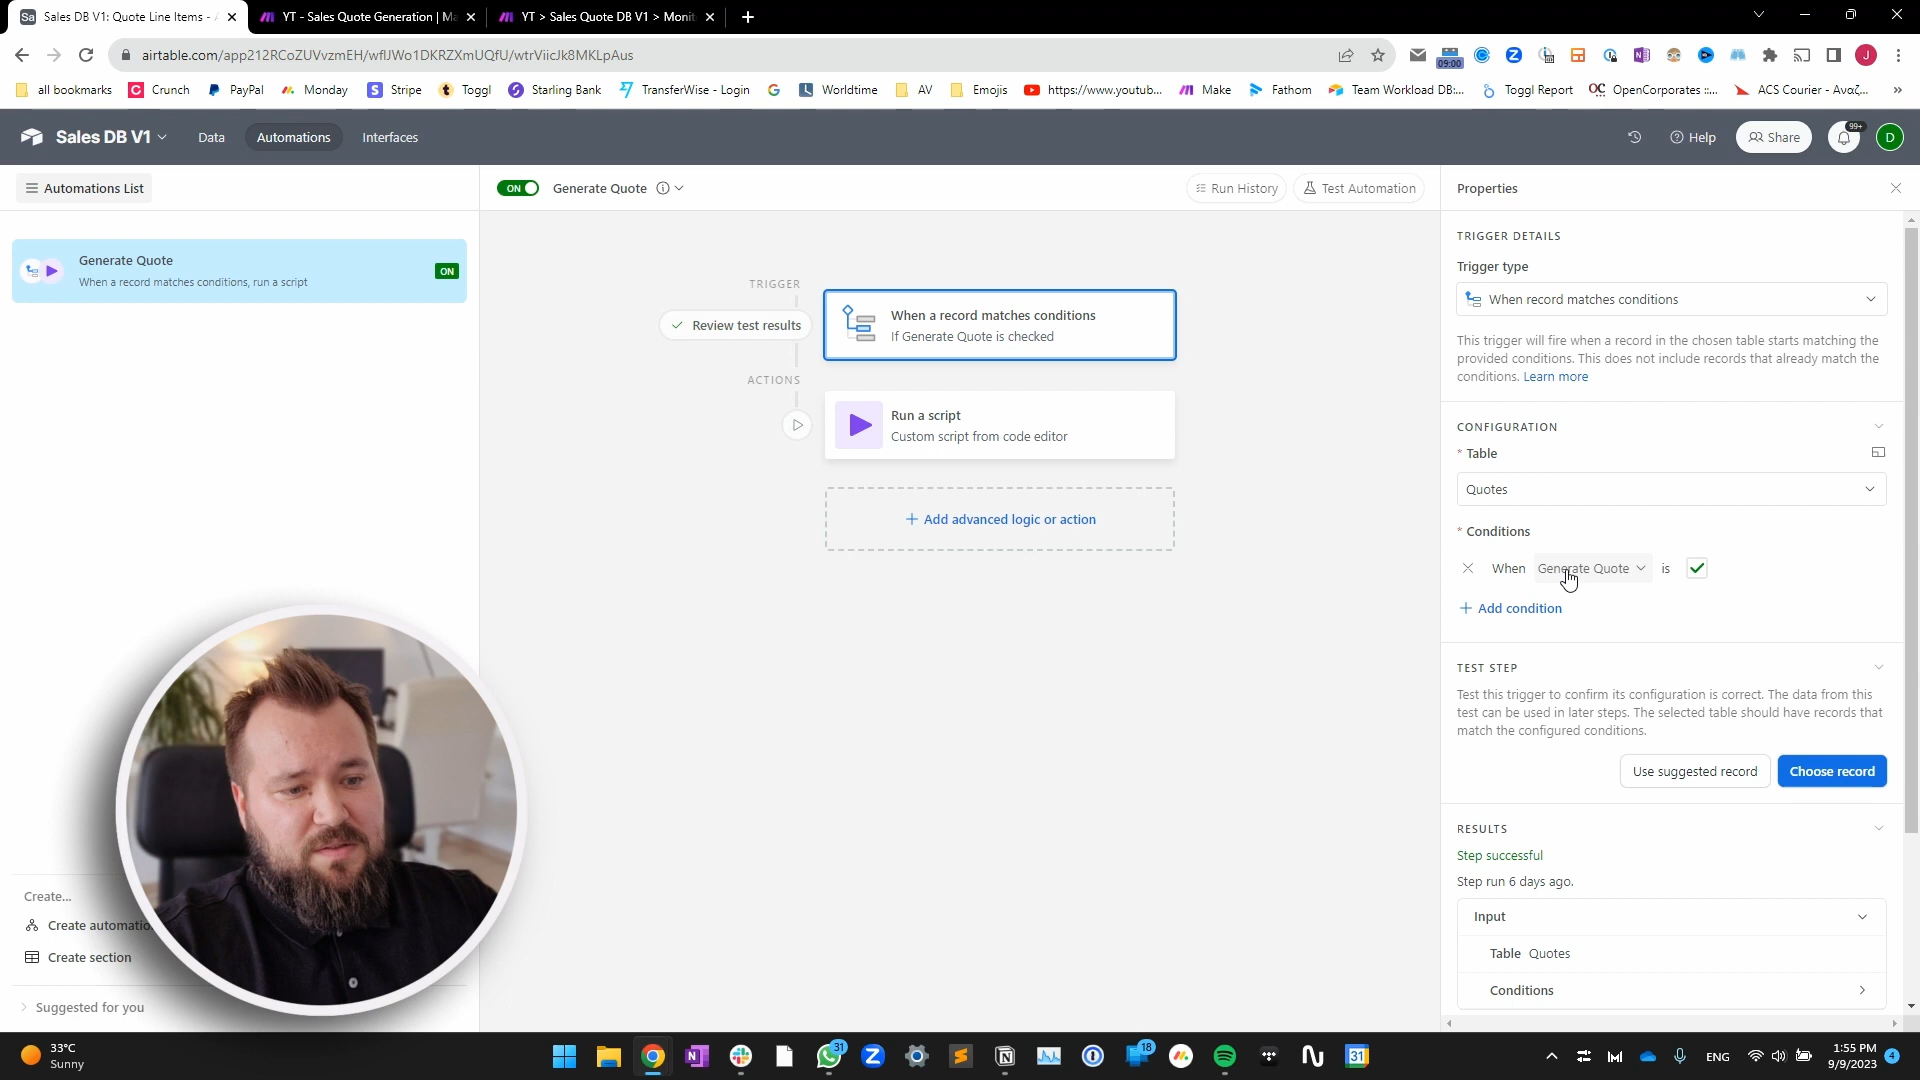 Sales DB V1: Quote Line Items -
YT - Sales Quote Generation | Ma
YT > Sales Quote DB V1 > Monit
airtable.com/app212RCoZUVvzmEH/wflJWo1DKRZXmUQfU/wtrViicJk8MKLpAus
09:00
J
all bookmarks
Crunch
PayPal
Monday
Stripe
Toggl
Starling Bank
TransferWise - Login
Worldtime
AV
Emojis
https://www.youtub...
Make
Fathom
Team Workload DB:...
Toggl Report
OpenCorporates ::...
ACS Courier - Αναζ...
Sales DB V1
Data
Automations
Interfaces
Help
Share
99+
D
Automations List
ON
Generate Quote
Run History
Test Automation
Properties
Generate Quote
When a record matches conditions, run a script
ON
TRIGGER
Review test results
When a record matches conditions
If Generate Quote is checked
ACTIONS
Run a script
Custom script from code editor
Add advanced logic or action
TRIGGER DETAILS
Trigger type
When record matches conditions
This trigger will fire when a record in the chosen table starts matching the
provided conditions. This does not include records that already match the
conditions. Learn more
CONFIGURATION
* Table
Quotes
* Conditions
When Generate Quote is
Add condition
TEST STEP
Test this trigger to confirm its configuration is correct. The data from this
test can be used in later steps. The selected table should have records that
match the configured conditions.
Use suggested record
Choose record
RESULTS
Step successful
Step run 6 days ago.
Input
Table Quotes
Conditions
Create...
Create automatio
Create section
Suggested for you
33°C
Sunny
31
18
31
ENG
1:55 PM
9/9/2023
4